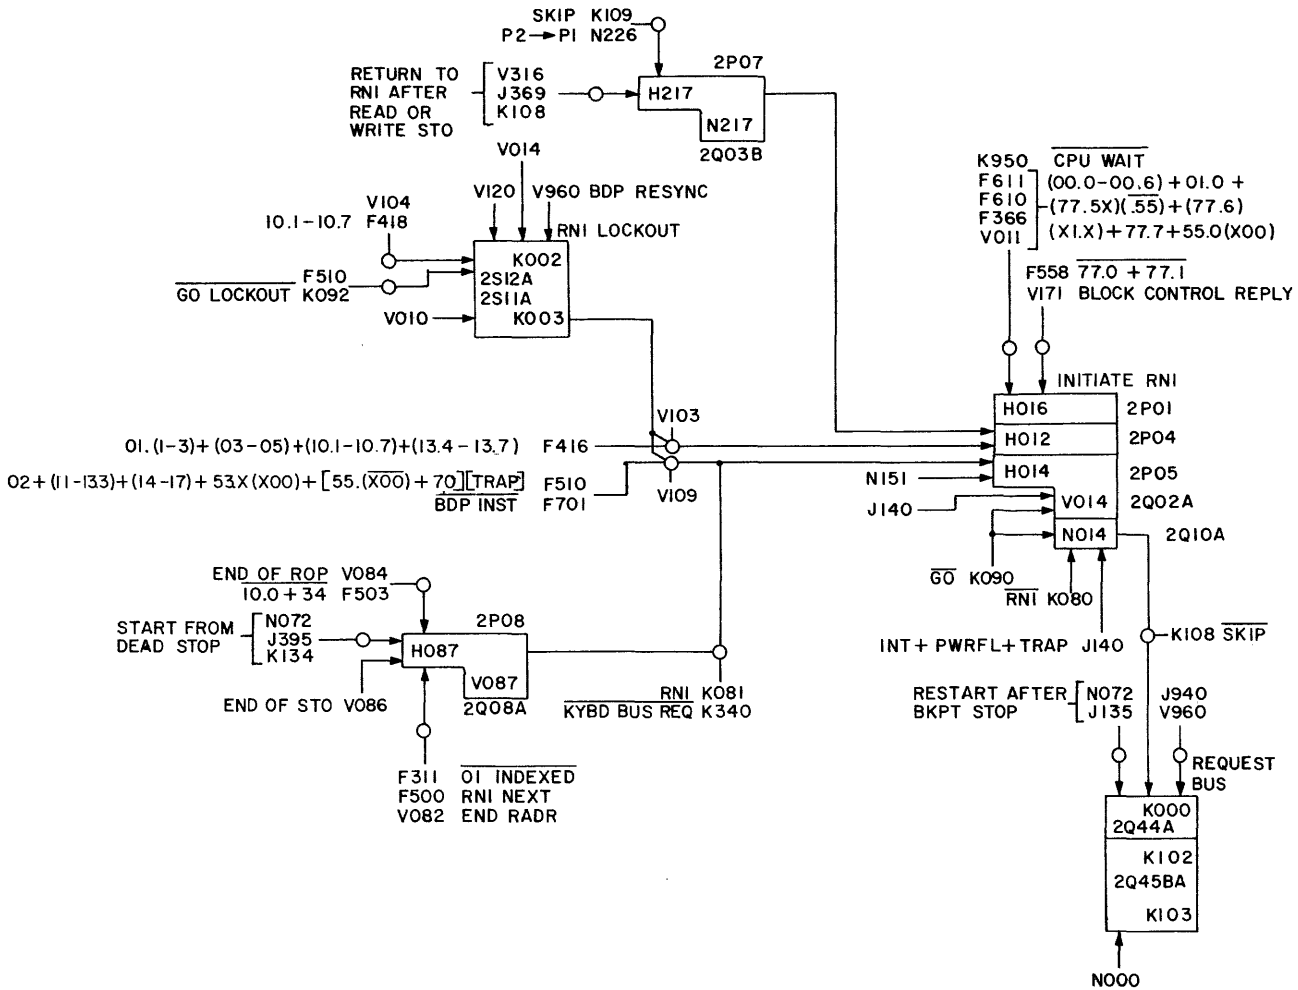 SKIP K109
P2→P1 N226
2P07
RETURN TO
RNI AFTER
READ OR
WRITE STO
V316
J369
K108
H217
N217
2Q03B
V014
V120
V960 BDP RESYNC
V104
10.1-10.7 F418
RNI LOCKOUT
F510
GO LOCKOUT K092
K002
2S12A
2S11A
V010
K003
K950 CPU WAIT
F611 (00.0-00.6) + 01.0 +
F610 (77.5X)(.55) + (77.6)
F366 (X1.X) + 77.7 + 55.0 (X00)
V011
F558 77.0 + 77.1
V171 BLOCK CONTROL REPLY
INITIATE RNI
H016 2P01
H012 2P04
H014 2P05
V014 2Q02A
N014 2Q10A
V103
01.(1-3) + (03-05) + (10.1-10.7) + (13.4-13.7) F416
02 + (11-13.3) + (14-17) + 53.X (X00) + [55.(X00) + 70][TRAP] F510
BDP INST F701
V109
N151
J140
GO K090
RNI K080
INT + PWRFL + TRAP J140
K108 SKIP
END OF ROP V084
10.0 + 34 F503
START FROM
DEAD STOP
N072
J395
K134
2P08
H087
V087
2Q08A
END OF STO V086
RNI K081
KYBD BUS REQ K340
F311 01 INDEXED
F500 RNI NEXT
V082 END RADR
RESTART AFTER
BKPT STOP
N072
J135
J940
V960
REQUEST
BUS
K000
2Q44A
K102
2Q45BA
K103
N000